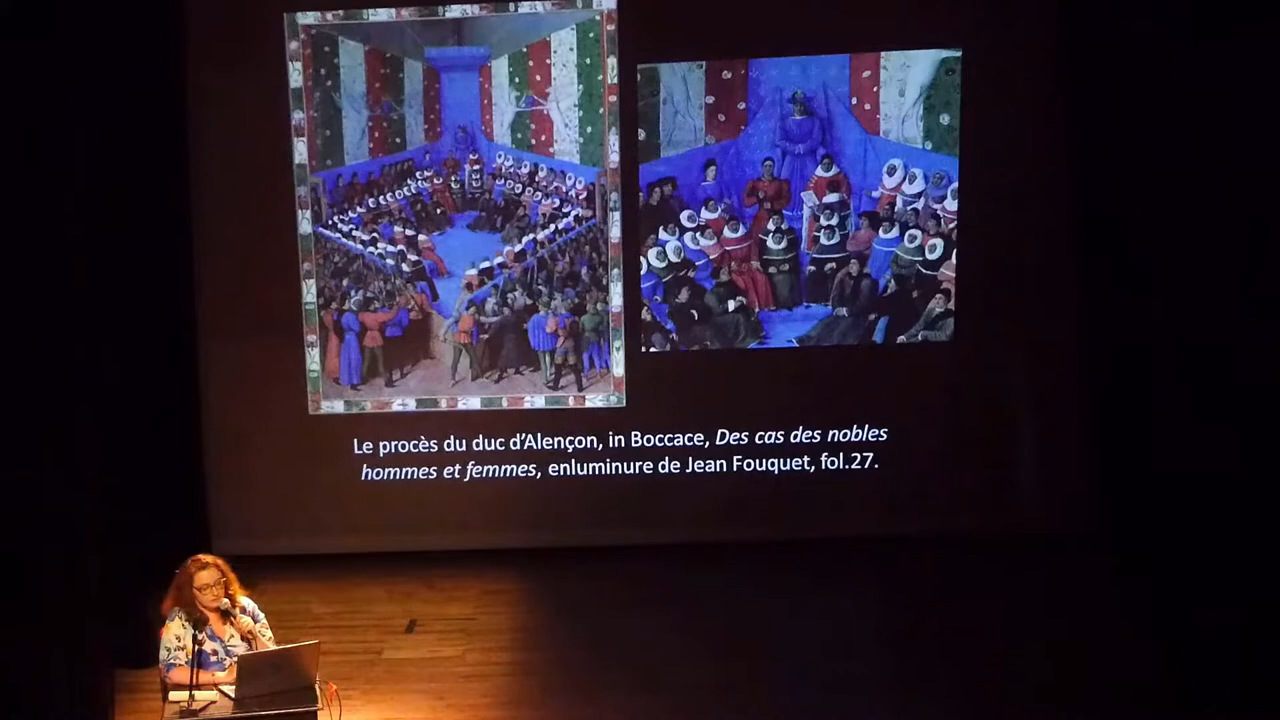 Le procès du duc d’Alençon, in Boccace, Des cas des nobles
hommes et femmes, enluminure de Jean Fouquet, fol.27.